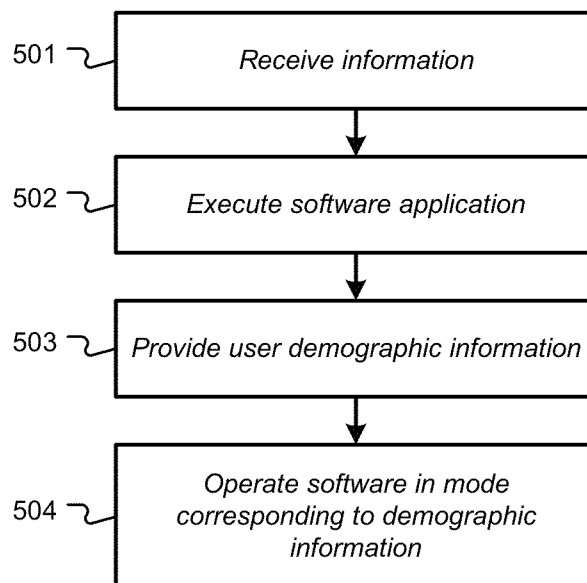 501
Receive information
502
Execute software application
503
Provide user demographic information
504
Operate software in mode
corresponding to demographic
information